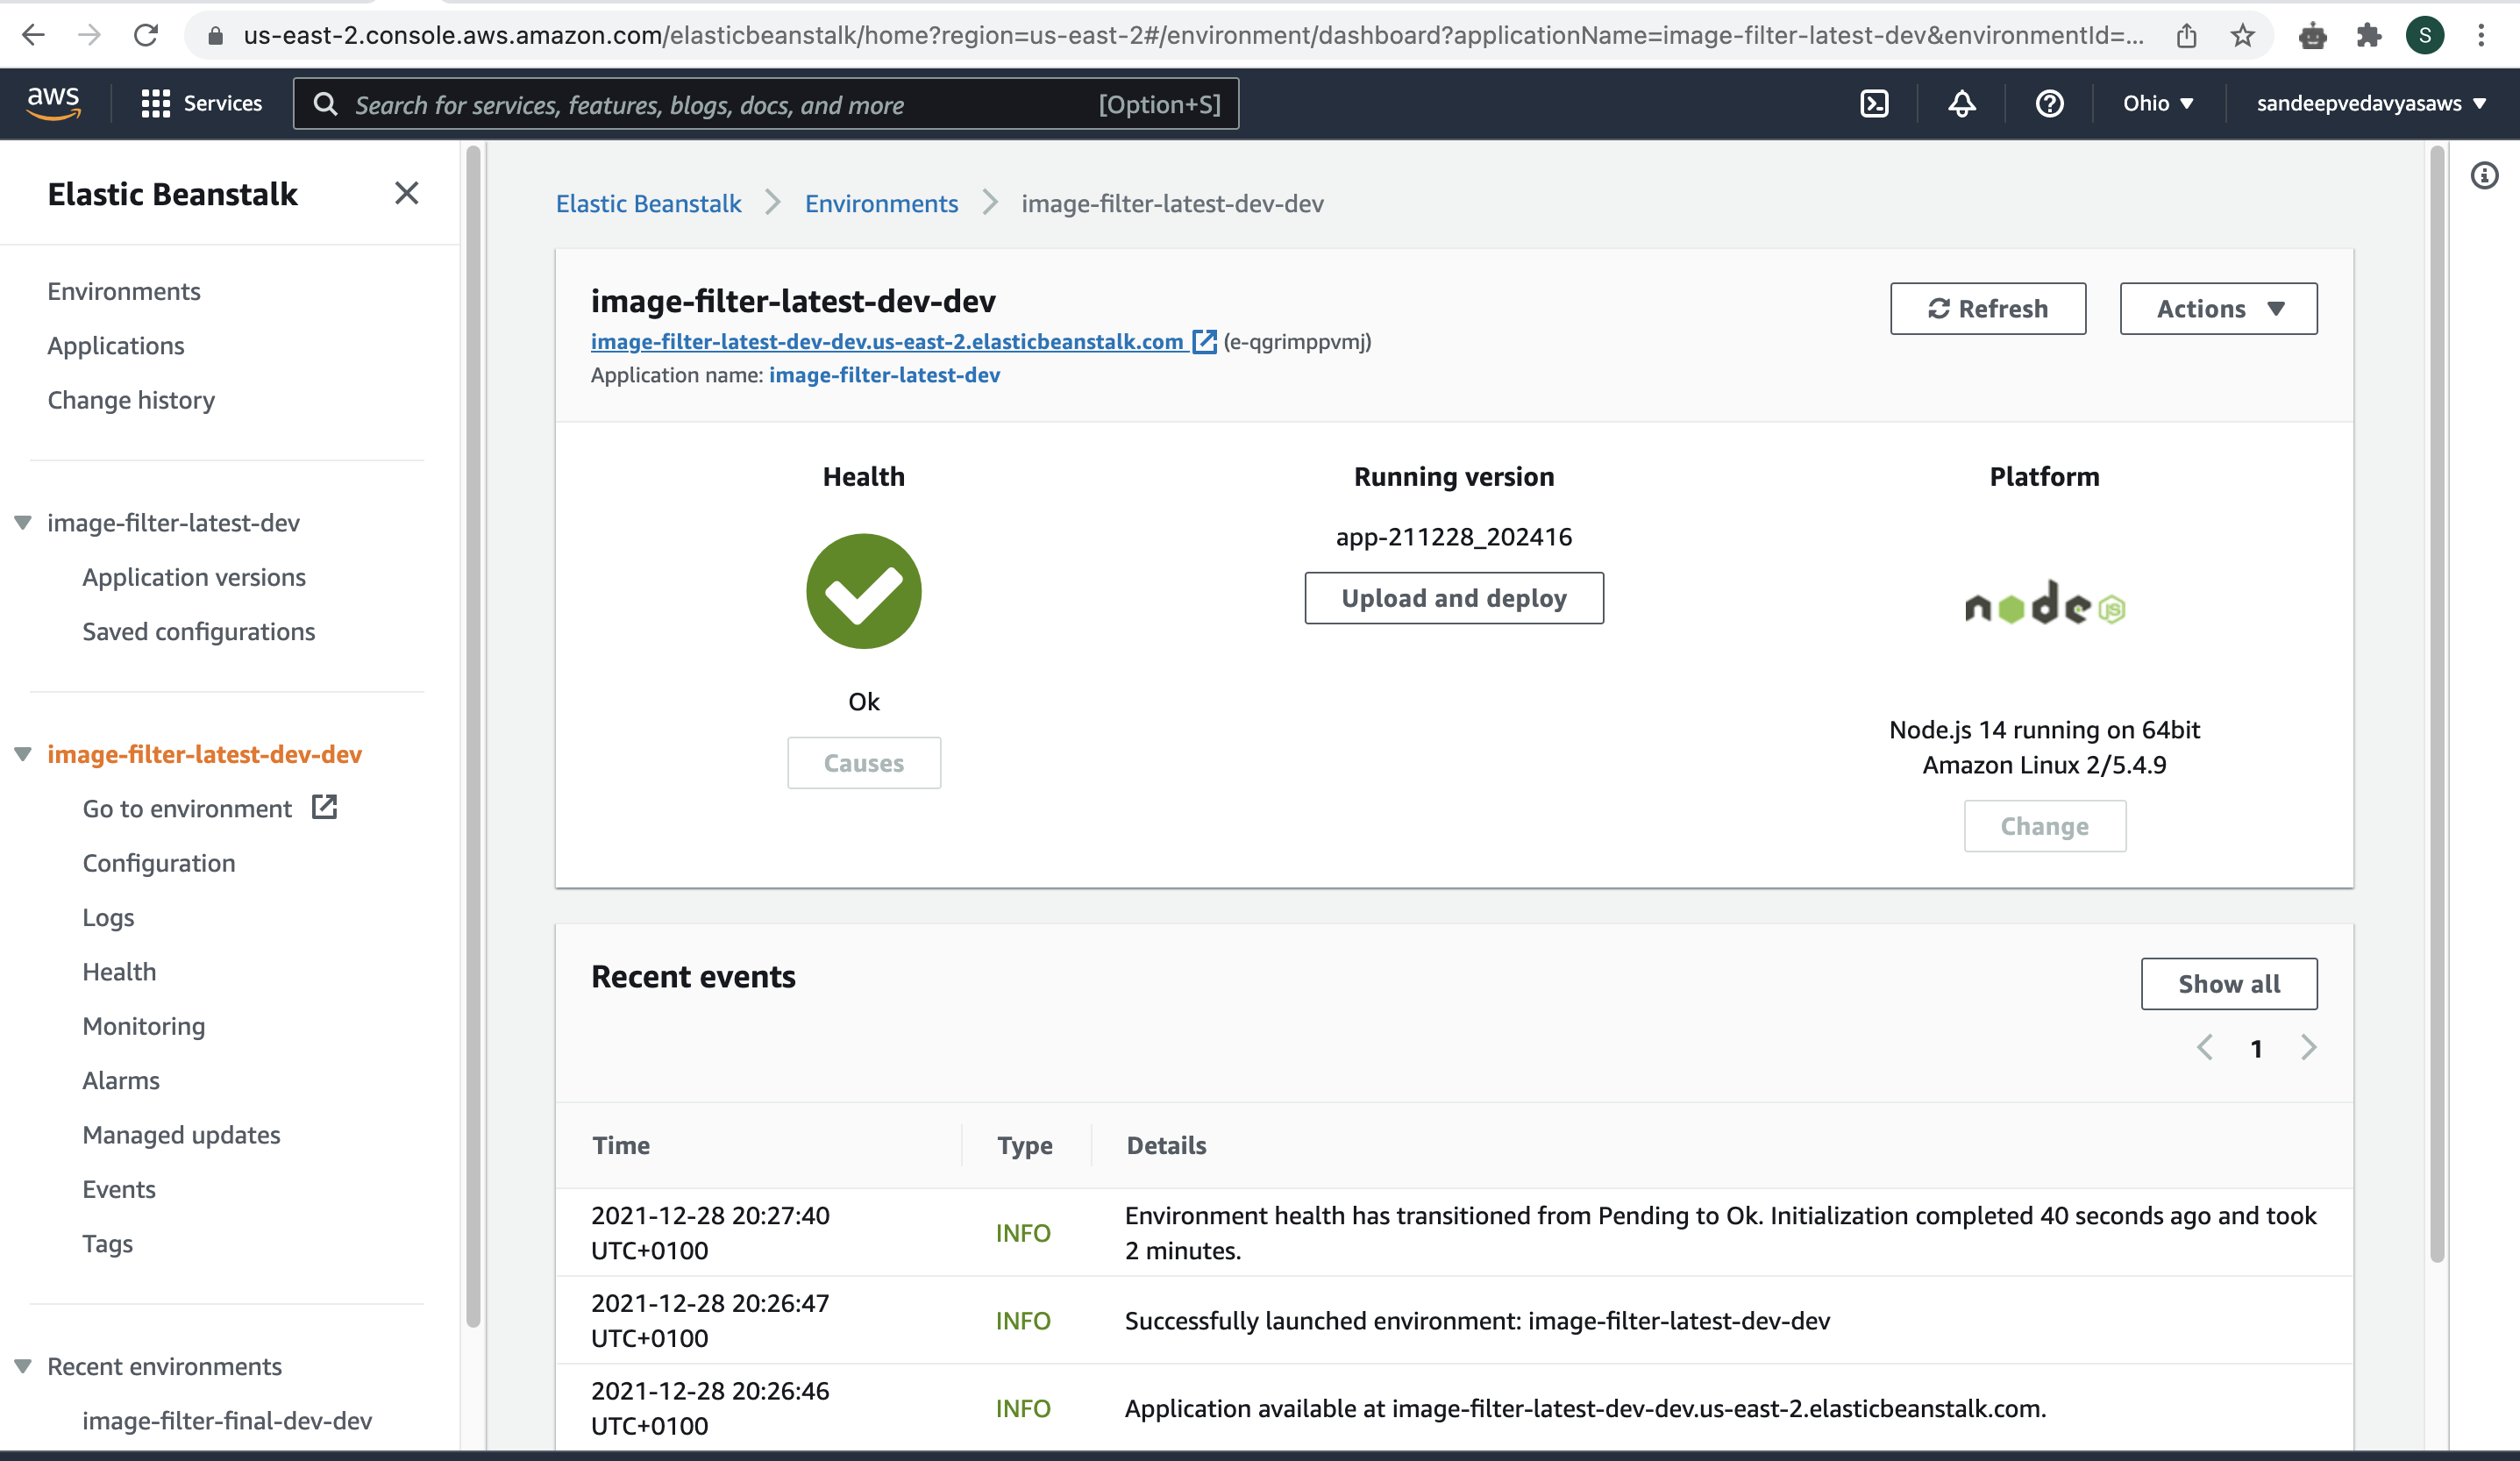 us-east-2.console.aws.amazon.com/elasticbeanstalk/home?region=us-east-2#/environment/dashboard?applicationName=image-filter-latest-dev&environmentId=...
S
aws
Services
Search for services, features, blogs, docs, and more
[Option+S]
Ohio
sandeepvedavyasaws
Elastic Beanstalk
Environments
Applications
Change history
image-filter-latest-dev
Application versions
Saved configurations
image-filter-latest-dev-dev
Go to environment
Configuration
Logs
Health
Monitoring
Alarms
Managed updates
Events
Tags
Recent environments
image-filter-final-dev-dev
Elastic Beanstalk
Environments
image-filter-latest-dev-dev
image-filter-latest-dev-dev
image-filter-latest-dev-dev.us-east-2.elasticbeanstalk.com (e-qgrimppvmj)
Application name: image-filter-latest-dev
Refresh
Actions
Health
Ok
Causes
Running version
app-211228_202416
Upload and deploy
Platform
node JS
Node.js 14 running on 64bit
Amazon Linux 2/5.4.9
Change
Recent events
Show all
1
Time
Type
Details
2021-12-28 20:27:40
UTC+0100
INFO
Environment health has transitioned from Pending to Ok. Initialization completed 40 seconds ago and took
2 minutes.
2021-12-28 20:26:47
UTC+0100
INFO
Successfully launched environment: image-filter-latest-dev-dev
2021-12-28 20:26:46
UTC+0100
INFO
Application available at image-filter-latest-dev-dev.us-east-2.elasticbeanstalk.com.